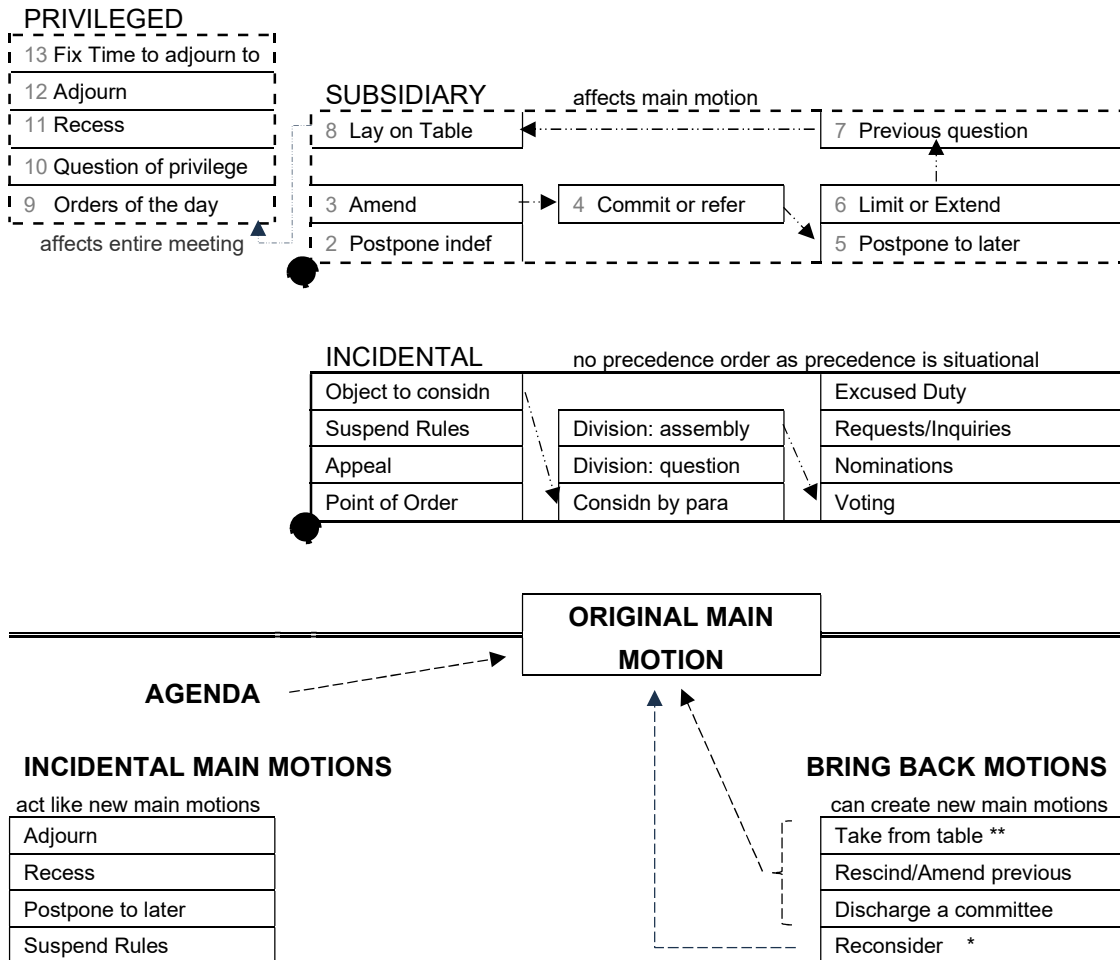 PRIVILEGED
13 Fix Time to adjourn to
12 Adjourn
11 Recess
10 Question of privilege
9 Orders of the day
affects entire meeting
SUBSIDIARY
affects main motion
8 Lay on Table
7 Previous question
3 Amend
4 Commit or refer
6 Limit or Extend
2 Postpone indef
5 Postpone to later
INCIDENTAL
no precedence order as precedence is situational
Object to considn
Excused Duty
Suspend Rules
Division: assembly
Requests/Inquiries
Appeal
Division: question
Nominations
Point of Order
Considn by para
Voting
ORIGINAL MAIN
MOTION
AGENDA
INCIDENTAL MAIN MOTIONS
act like new main motions
Adjourn
Recess
Postpone to later
Suspend Rules
BRING BACK MOTIONS
can create new main motions
Take from table **
Rescind/Amend previous
Discharge a committee
Reconsider *